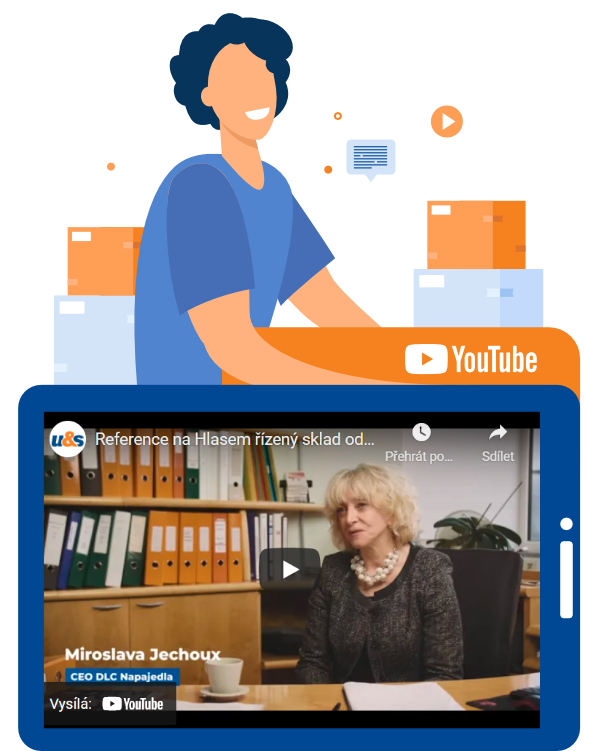 YouTube
u&s
Reference na Hlasem řízený sklad od...
Přehrát po...
Sdílet
Miroslava Jechoux
CEO DLC Napajedla
Vysílá: YouTube